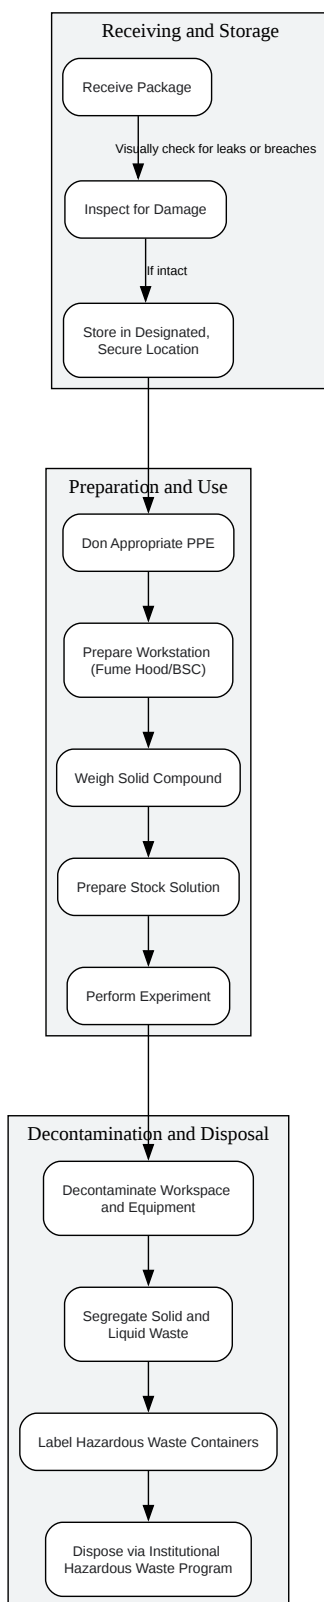 Receiving and Storage
Receive Package
Visually check for leaks or breaches
Inspect for Damage
If intact
Store in Designated,
Secure Location
Preparation and Use
Don Appropriate PPE
Prepare Workstation
(Fume Hood/BSC)
Weigh Solid Compound
Prepare Stock Solution
Perform Experiment
Decontamination and Disposal
Decontaminate Workspace
and Equipment
Segregate Solid and
Liquid Waste
Label Hazardous Waste Containers
Dispose via Institutional
Hazardous Waste Program